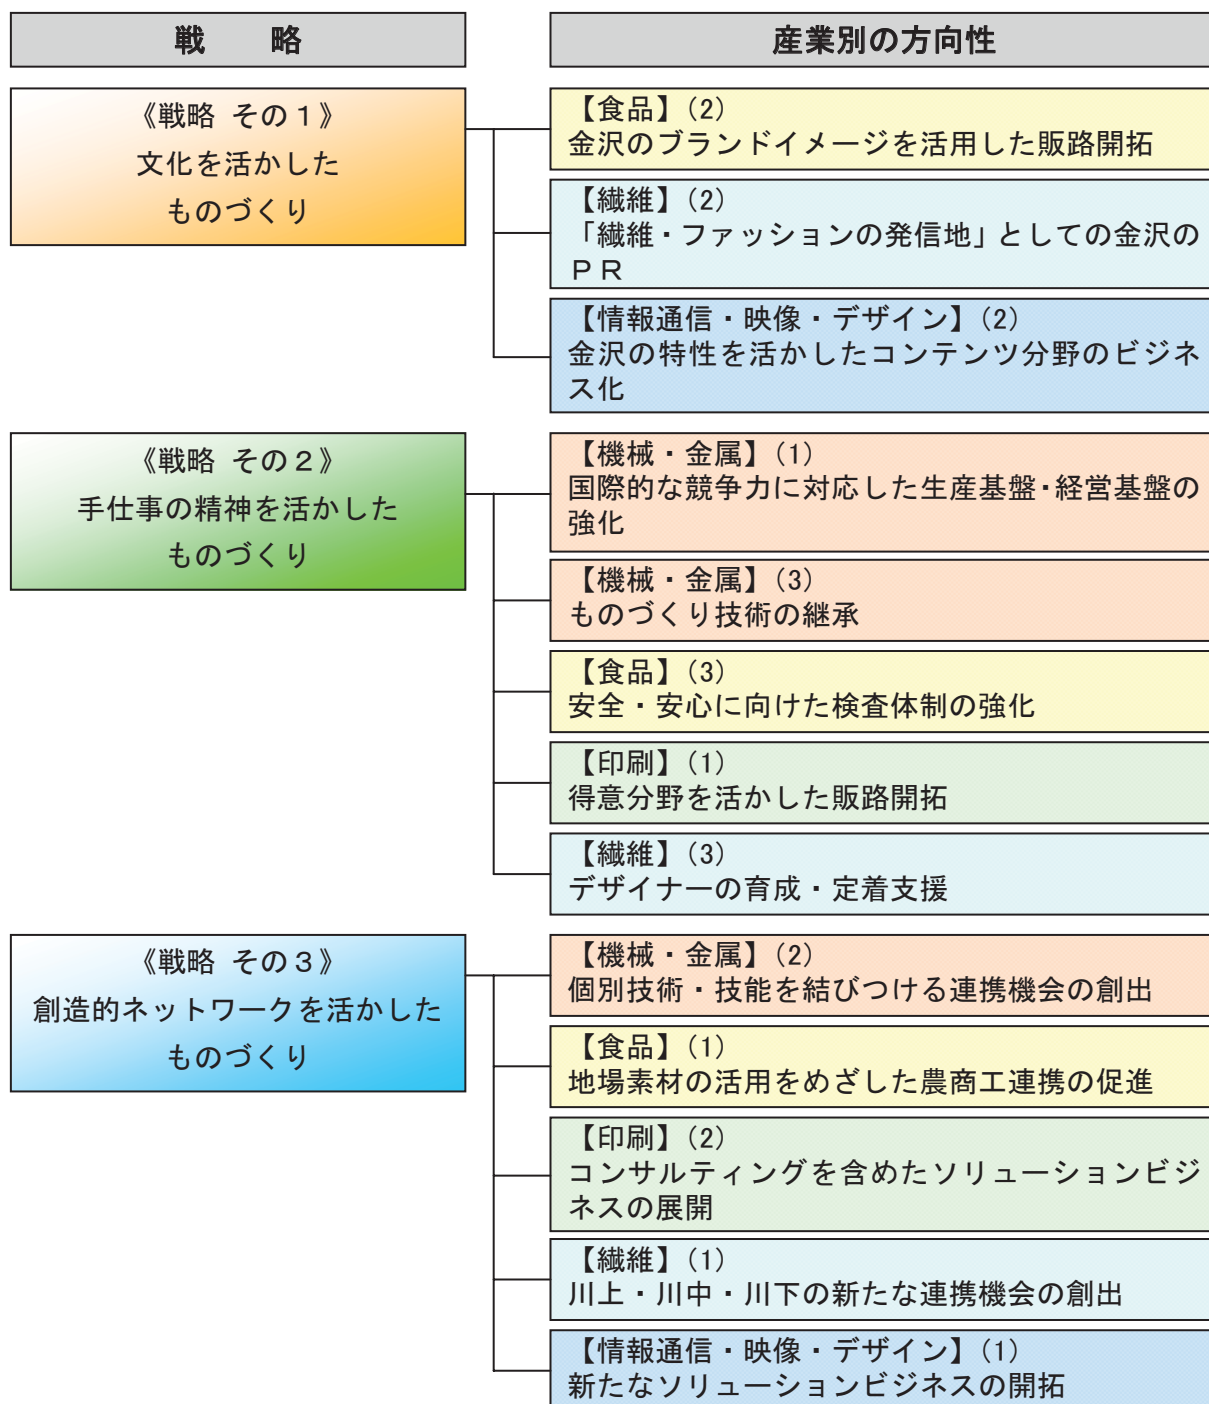 戦　　略
産業別の方向性
《戦略 その１》
文化を活かした
ものづくり
【食品】(2)
金沢のブランドイメージを活用した販路開拓
【繊維】(2)
「繊維・ファッションの発信地」としての金沢の
ＰＲ
【情報通信・映像・デザイン】(2)
金沢の特性を活かしたコンテンツ分野のビジネ
ス化
《戦略 その２》
手仕事の精神を活かした
ものづくり
【機械・金属】(1)
国際的な競争力に対応した生産基盤・経営基盤の
強化
【機械・金属】(3)
ものづくり技術の継承
【食品】(3)
安全・安心に向けた検査体制の強化
【印刷】(1)
得意分野を活かした販路開拓
【繊維】(3)
デザイナーの育成・定着支援
《戦略 その３》
創造的ネットワークを活かした
ものづくり
【機械・金属】(2)
個別技術・技能を結びつける連携機会の創出
【食品】(1)
地場素材の活用をめざした農商工連携の促進
【印刷】(2)
コンサルティングを含めたソリューションビジ
ネスの展開
【繊維】(1)
川上・川中・川下の新たな連携機会の創出
【情報通信・映像・デザイン】(1)
新たなソリューションビジネスの開拓